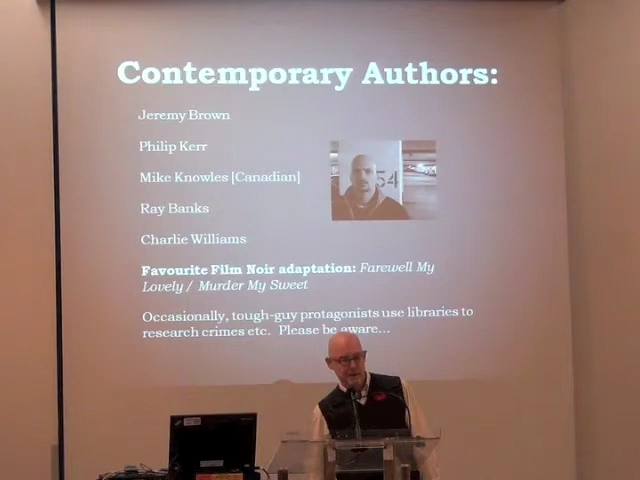 Contemporary Authors:
Jeremy Brown
Philip Kerr
Mike Knowles [Canadian]
54
Ray Banks
Charlie Williams
Favourite Film Noir adaptation: Farewell My
Lovely / Murder My Sweet
Occasionally, tough-guy protagonists use libraries to
research crimes etc. Please be aware...